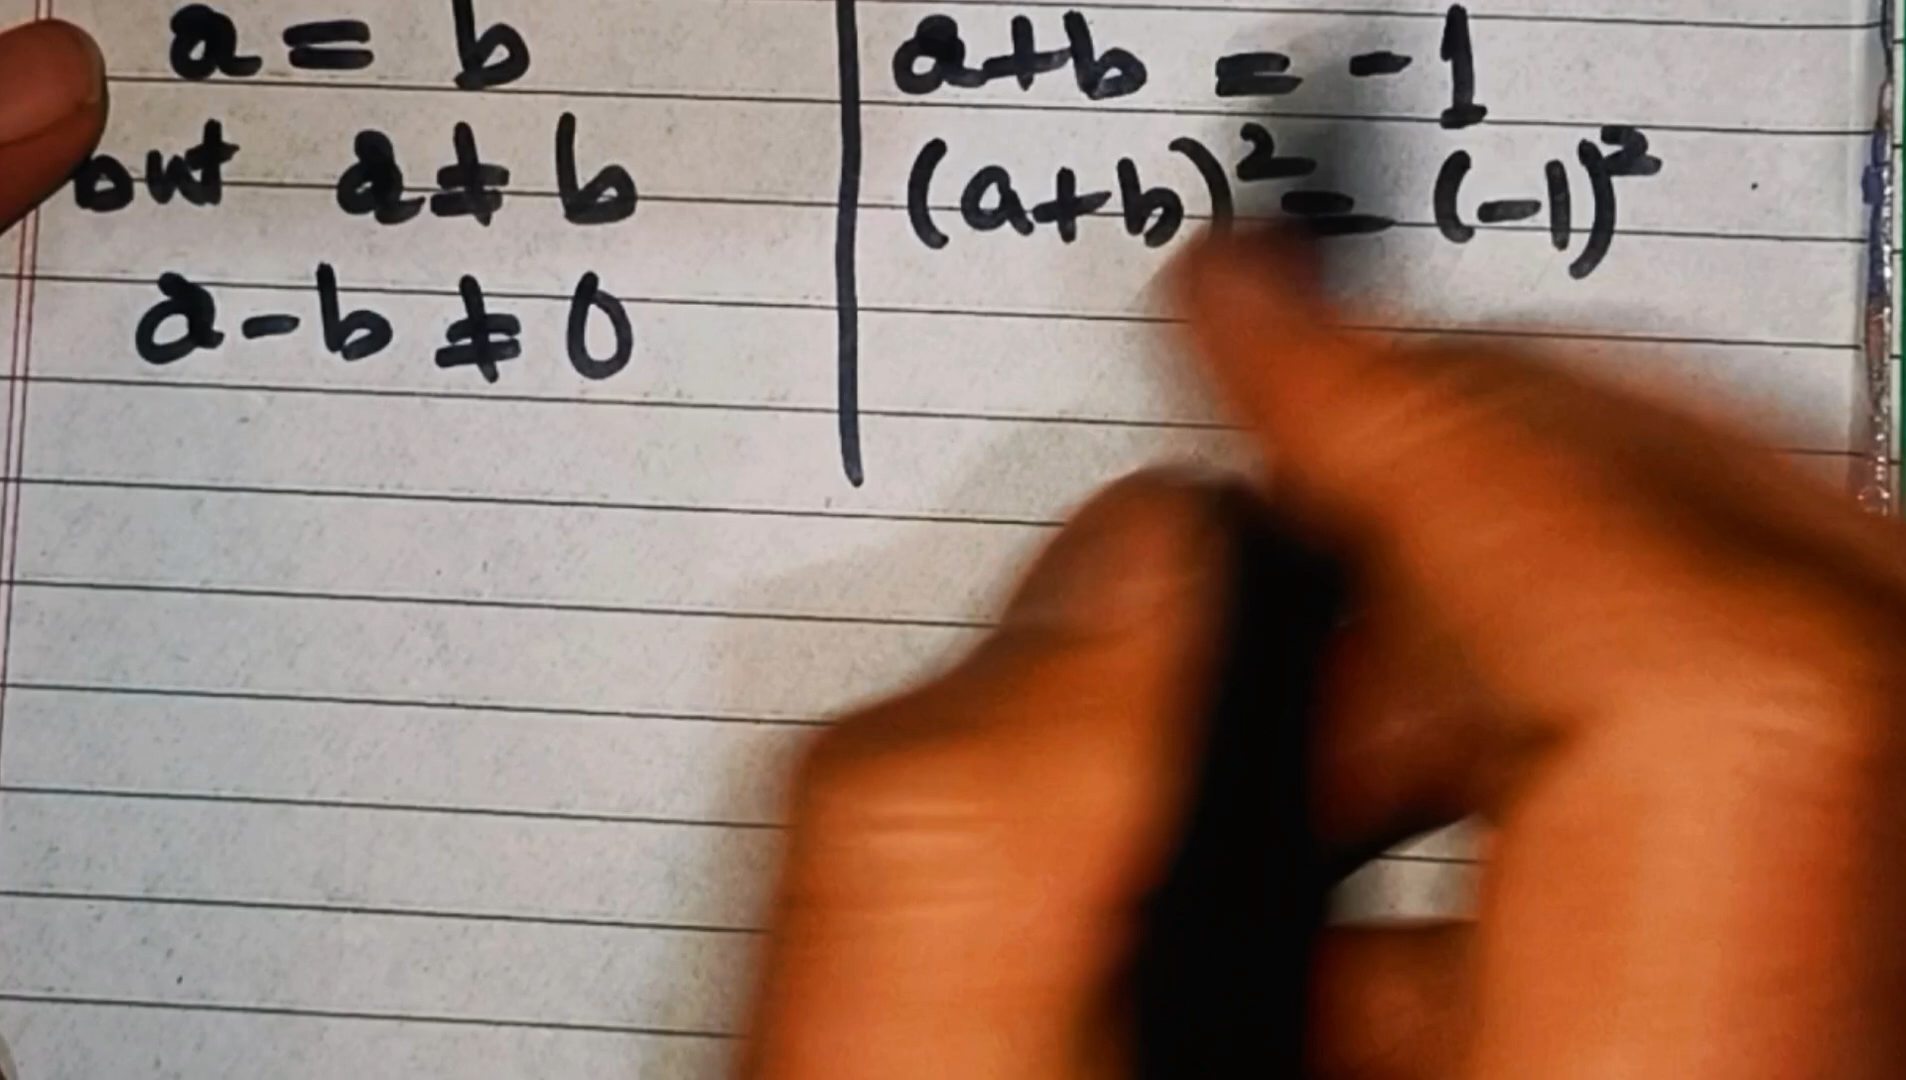 a = b
but a ≠ b
a - b ≠ 0
a+b = -1
(a+b)² = (-1)²